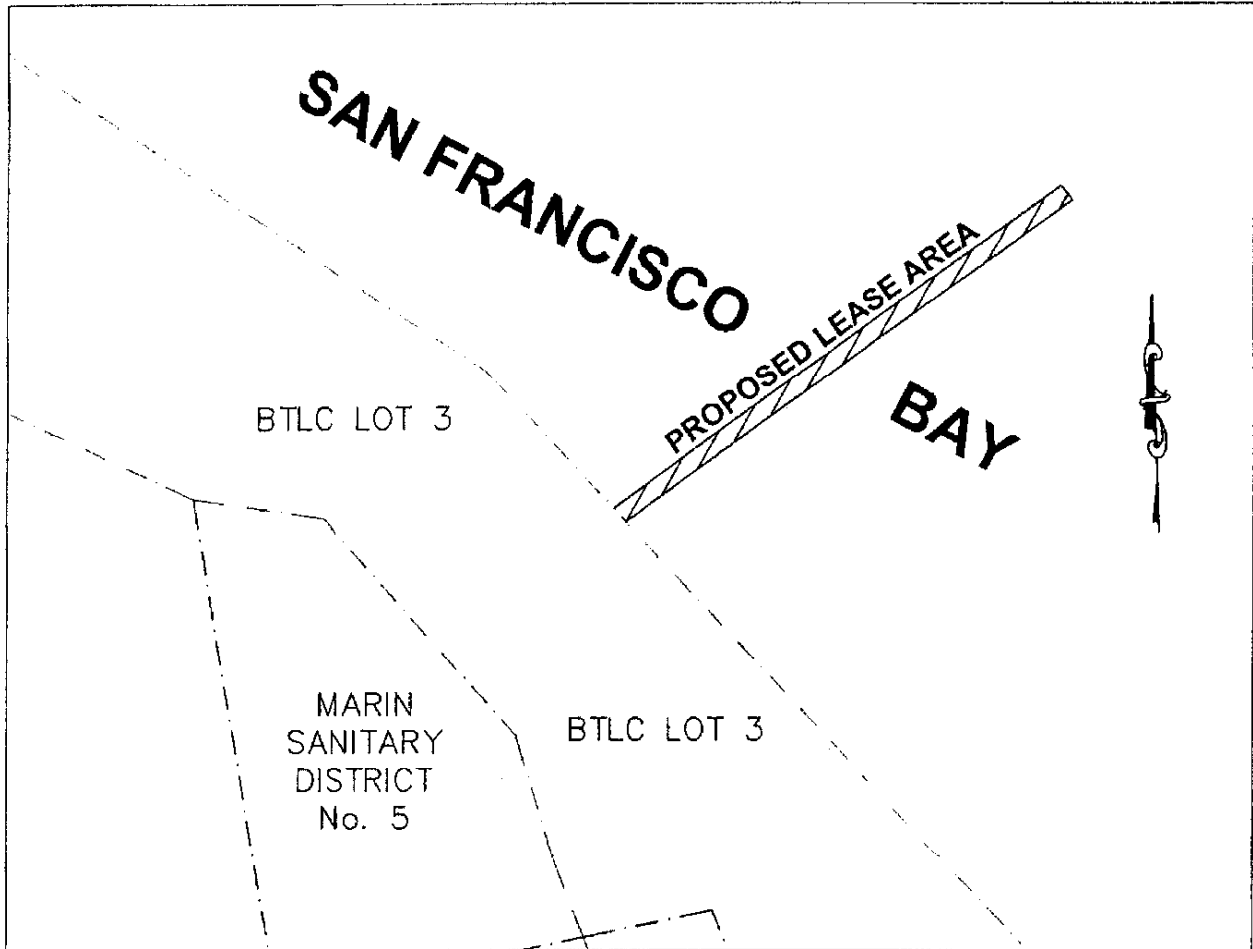 SAN FRANCISCO
BAY
PROPOSED LEASE AREA
BTLC LOT 3
BTLC LOT 3
MARIN
SANITARY
DISTRICT
No. 5